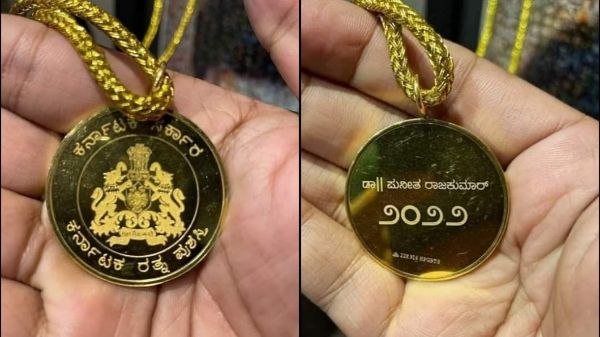 ಕರ್ನಾಟಕ ಸರ್ಕಾರ
ಕರ್ನಾಟಕ ರತ್ನ ಪ್ರಶಸ್ತಿ
ಡಾ|| ಪುನೀತ ರಾಜಕುಮಾರ್
೨೦೨೨